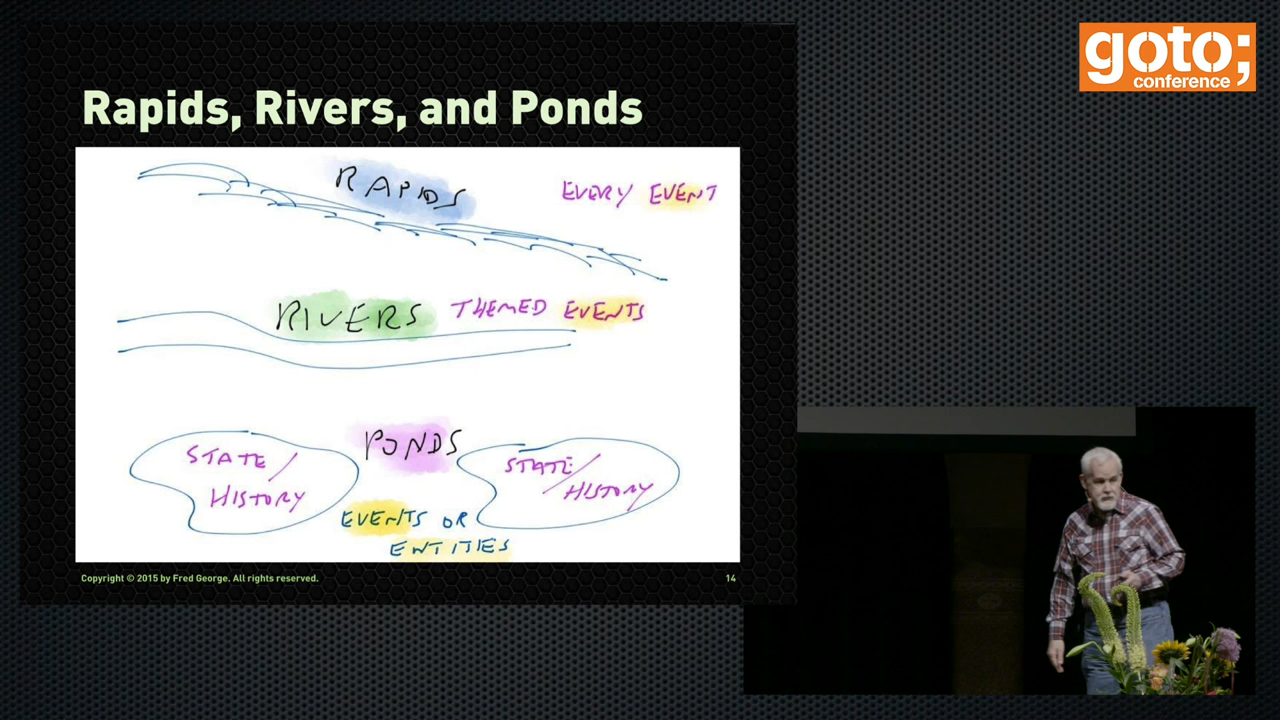 goto;
conference
Rapids, Rivers, and Ponds
RAPIDS
EVERY EVENT
RIVERS
THEMED EVENTS
PONDS
STATE/
HISTORY
STATE/
HISTORY
EVENTS OR
ENTITIES
Copyright © 2015 by Fred George. All rights reserved.
14